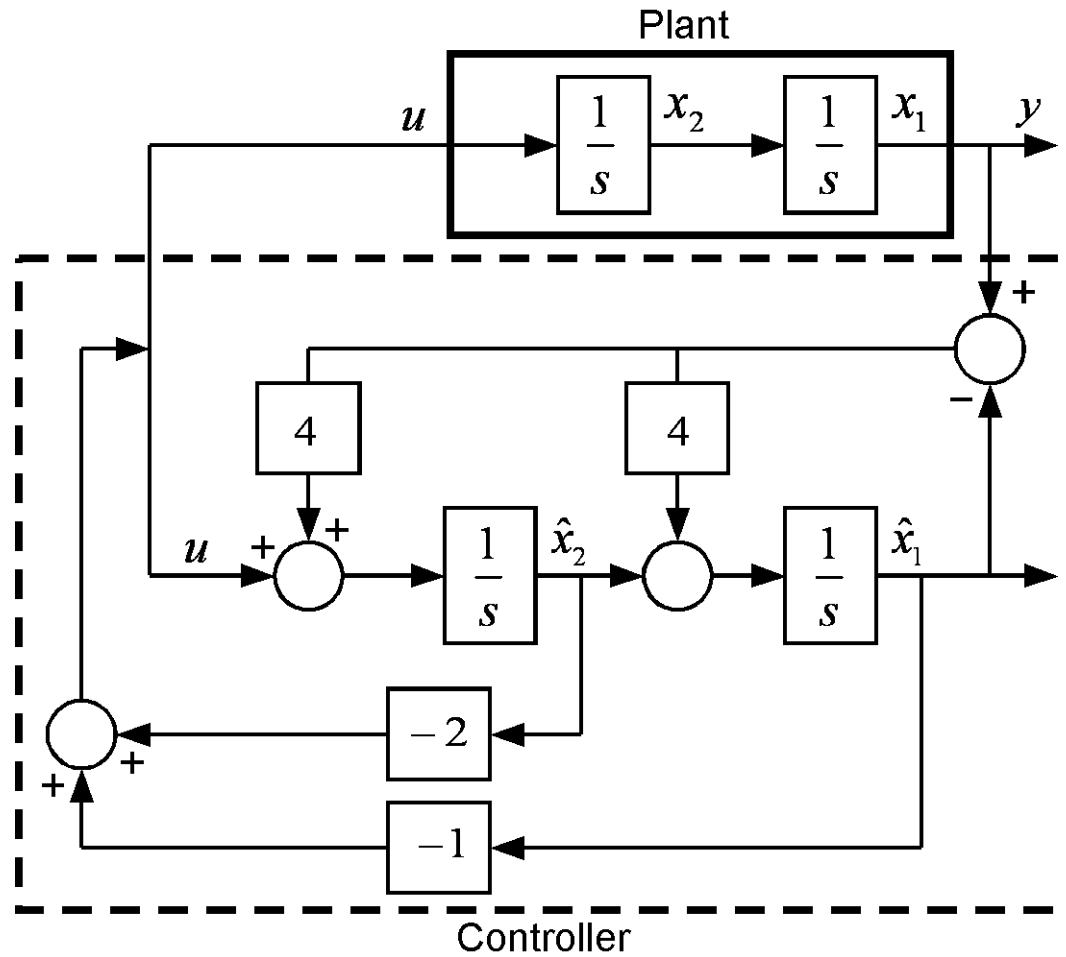 Plant
u
1
s
x₂
1
s
x₁
y
+
−
4
4
u
+
+
1
s
x̂₂
1
s
x̂₁
−2
+
+
−1
Controller